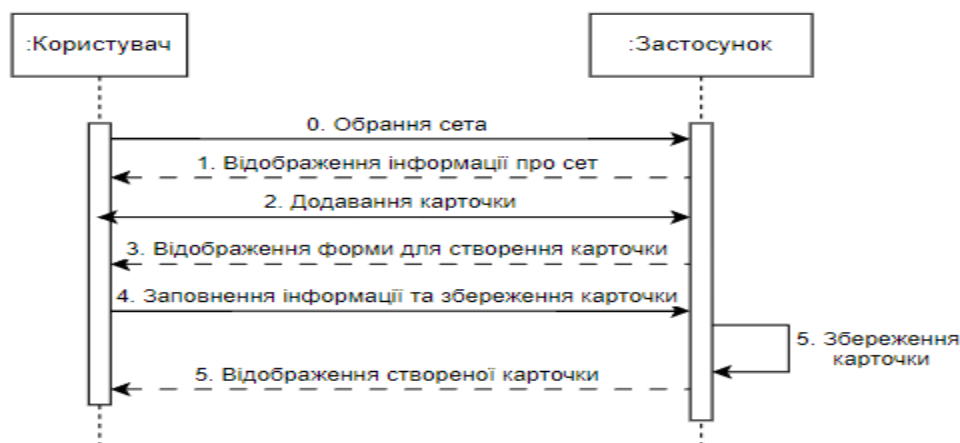 :Користувач
:Застосунок
0. Обрання сета
1. Відображення інформації про сет
2. Додавання карточки
3. Відображення форми для створення карточки
4. Заповнення інформації та збереження карточки
5. Збереження
карточки
5. Відображення створеної карточки